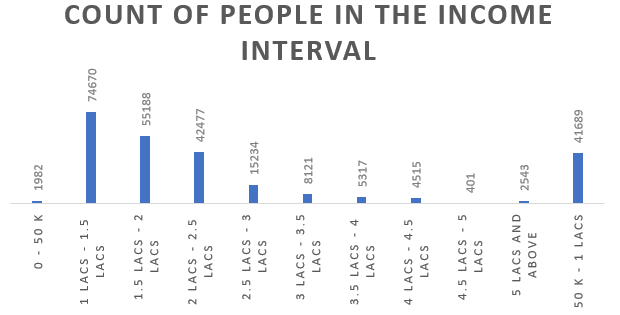 COUNT OF PEOPLE IN THE INCOME
INTERVAL
1982
74670
55188
42477
15234
8121
5317
4515
401
2543
41689
0 - 50 K
1 LACS - 1.5
LACS
1.5 LACS - 2
LACS
2 LACS - 2.5
LACS
2.5 LACS - 3
LACS
3 LACS - 3.5
LACS
3.5 LACS - 4
LACS
4 LACS - 4.5
LACS
4.5 LACS - 5
LACS
5 LACS AND
ABOVE
50 K - 1 LACS